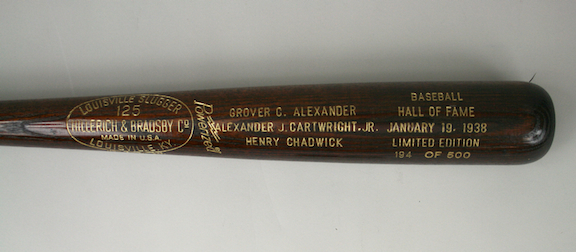 LOUISVILLE SLUGGER
125
HILLERICH & BRADSBY Co
MADE IN U.S.A.
LOUISVILLE, KY.
Powerized
GROVER C. ALEXANDER
ALEXANDER J. CARTWRIGHT, JR.
HENRY CHADWICK
BASEBALL
HALL OF FAME
JANUARY 19, 1938
LIMITED EDITION
194 OF 500